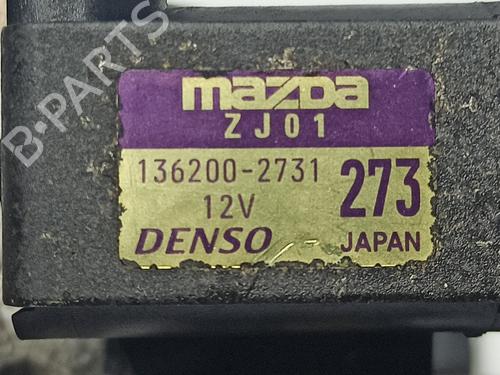 B-PARTS
mazda
ZJ01
136200-2731
12V
273
DENSO
JAPAN